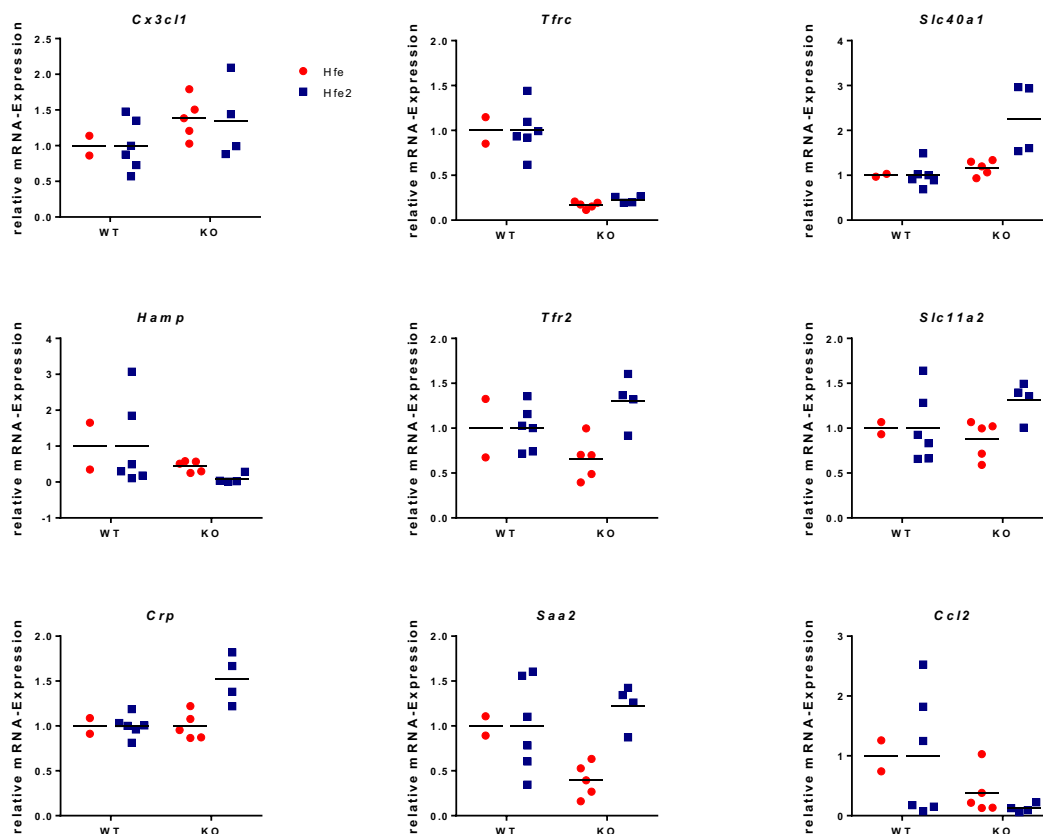 Cx3cl1
Tfrc
Slc40a1
relative mRNA-Expression
2.5
2.0
1.5
1.0
0.5
0.0
WT
KO
Hfe
Hfe2
relative mRNA-Expression
2.0
1.5
1.0
0.5
0.0
WT
KO
relative mRNA-Expression
4
3
2
1
0
WT
KO
Hamp
Tfr2
Slc11a2
relative mRNA-Expression
4
3
2
1
0
-1
WT
KO
relative mRNA-Expression
2.0
1.5
1.0
0.5
0.0
WT
KO
relative mRNA-Expression
2.0
1.5
1.0
0.5
0.0
WT
KO
Crp
Saa2
Ccl2
relative mRNA-Expression
2.0
1.5
1.0
0.5
0.0
WT
KO
relative mRNA-Expression
2.0
1.5
1.0
0.5
0.0
WT
KO
relative mRNA-Expression
3
2
1
0
WT
KO